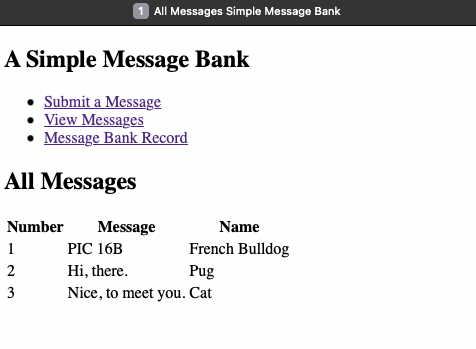 1 All Messages Simple Message Bank
A Simple Message Bank
Submit a Message
View Messages
Message Bank Record
All Messages
Number Message Name
1 PIC 16B French Bulldog
2 Hi, there. Pug
3 Nice, to meet you. Cat